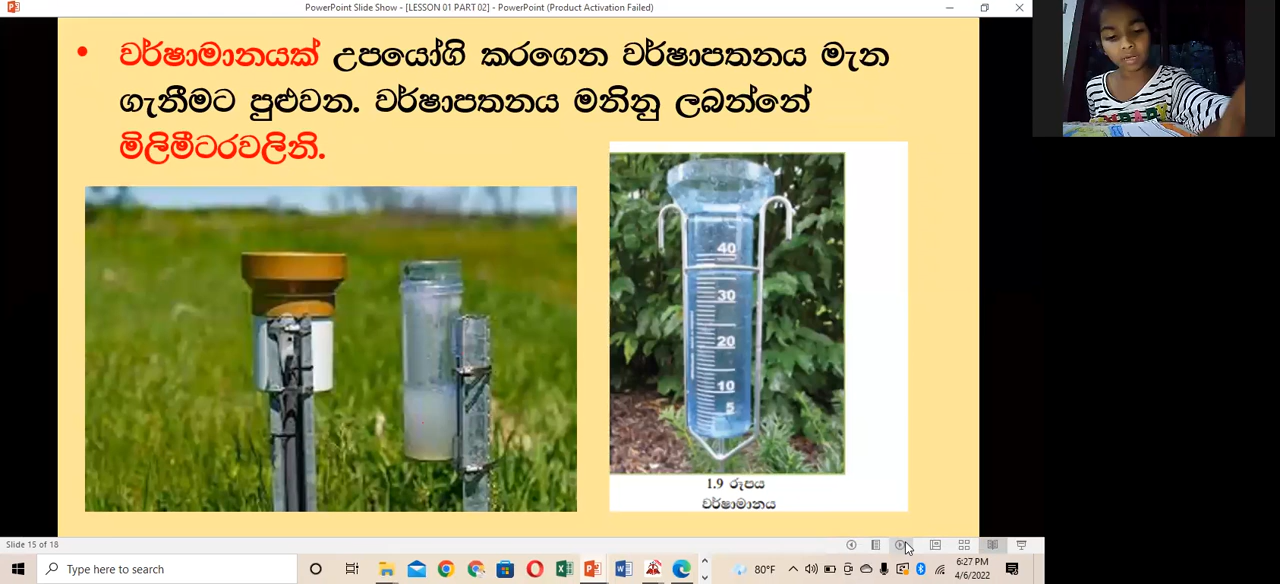 PowerPoint Slide Show - [LESSON 01 PART 02] - PowerPoint (Product Activation Failed)
• වර්ෂාමානයක් උපයෝගි කරගෙන වර්ෂාපතනය මැන
ගැනීමට පුළුවන. වර්ෂාපතනය මනිනු ලබන්නේ
මිලිමීටරවලිනි.
40
30
20
10
5
1.9 රූපය
වර්ෂාමානය
Slide 15 of 18
Type here to search
80°F
6:27 PM
4/6/2022